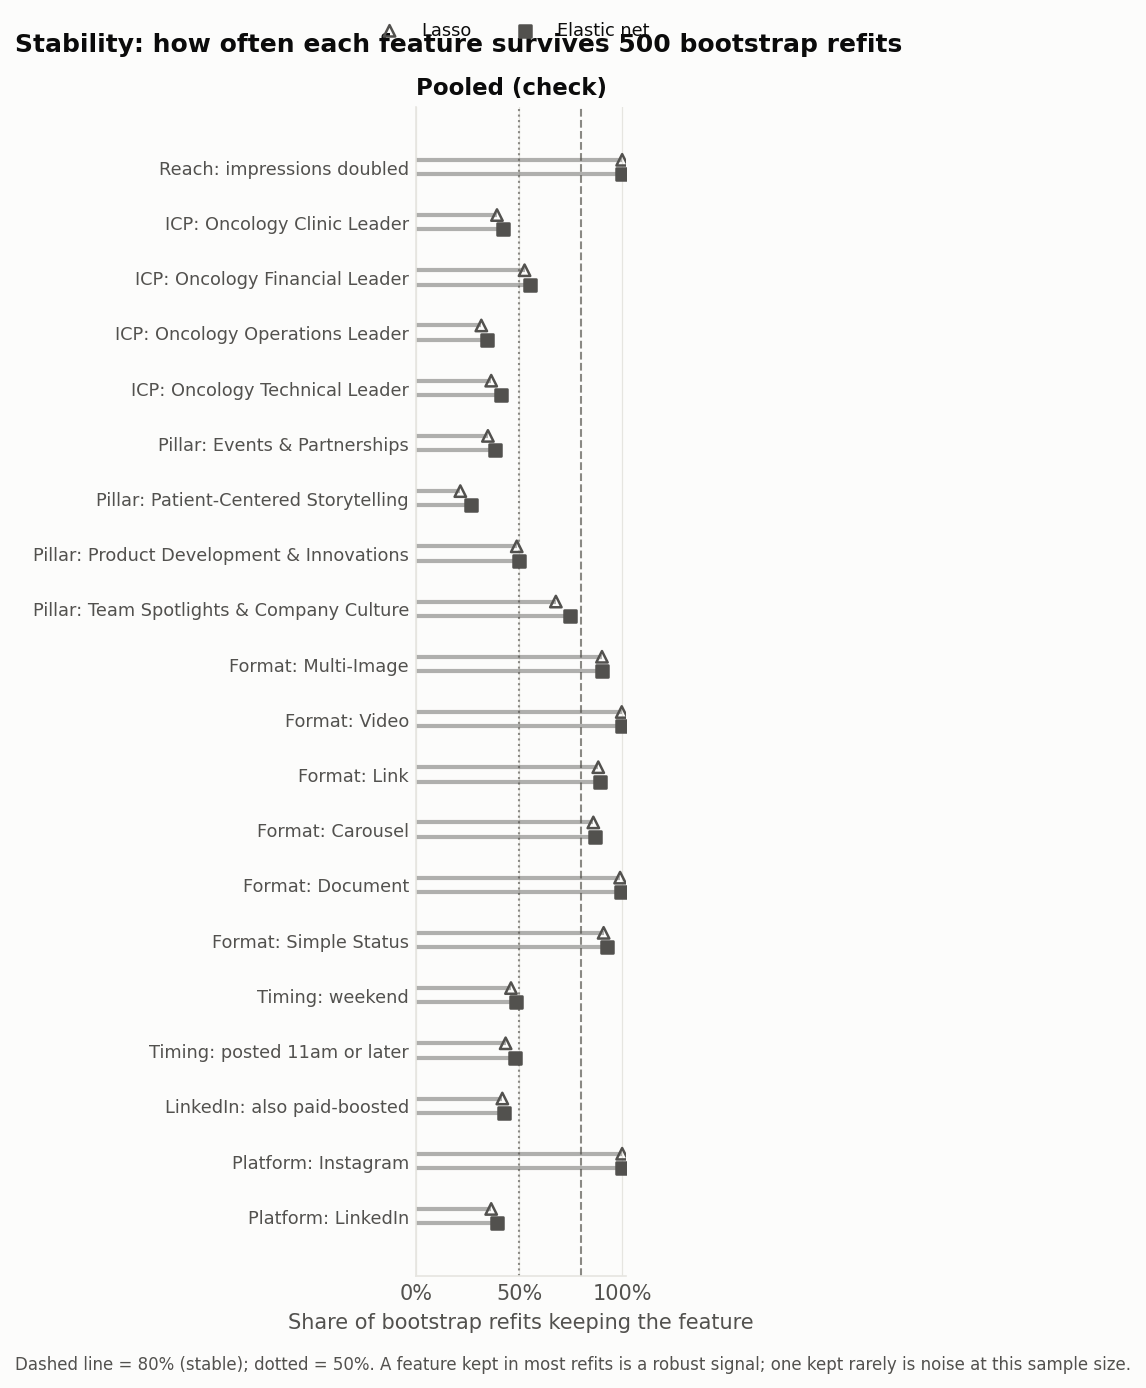 Lasso
Elastic net
Stability: how often each feature survives 500 bootstrap refits
Pooled (check)
Reach: impressions doubled
ICP: Oncology Clinic Leader
ICP: Oncology Financial Leader
ICP: Oncology Operations Leader
ICP: Oncology Technical Leader
Pillar: Events & Partnerships
Pillar: Patient-Centered Storytelling
Pillar: Product Development & Innovations
Pillar: Team Spotlights & Company Culture
Format: Multi-Image
Format: Video
Format: Link
Format: Carousel
Format: Document
Format: Simple Status
Timing: weekend
Timing: posted 11am or later
LinkedIn: also paid-boosted
Platform: Instagram
Platform: LinkedIn
0% 50% 100%
Share of bootstrap refits keeping the feature
Dashed line = 80% (stable); dotted = 50%. A feature kept in most refits is a robust signal; one kept rarely is noise at this sample size.